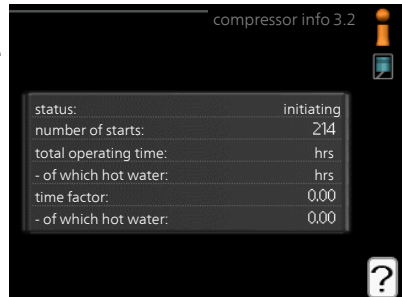 compressor info 3.2
status: initiating
number of starts: 214
total operating time: hrs
- of which hot water: hrs
time factor: 0.00
- of which hot water: 0.00
?